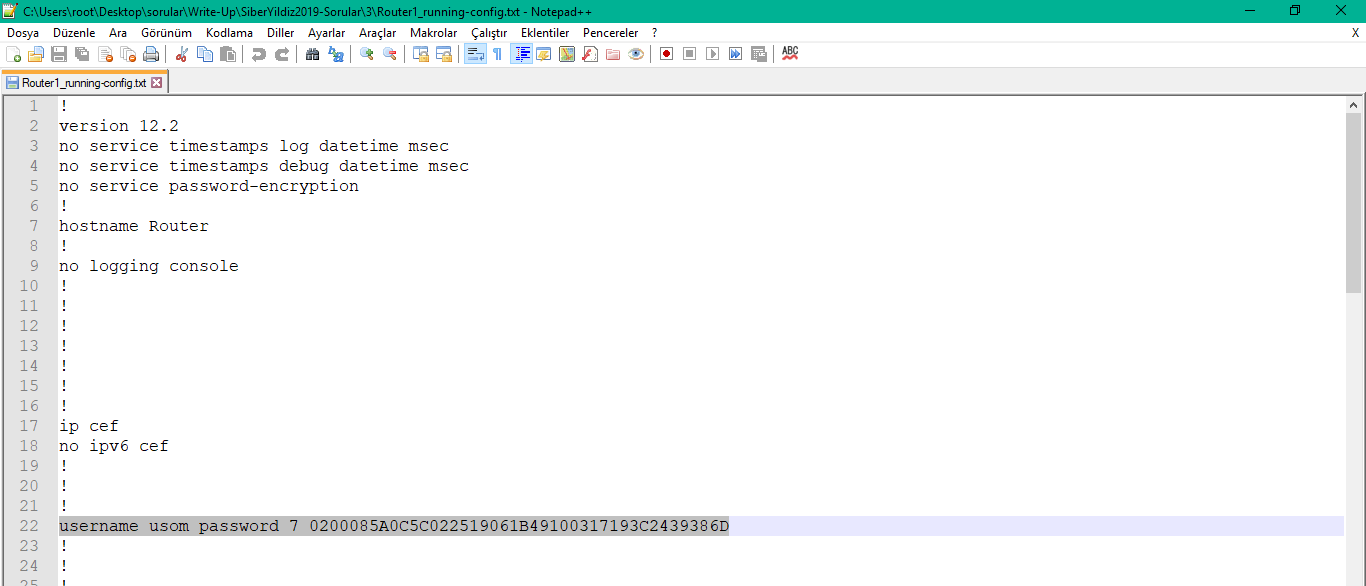 C:\Users\root\Desktop\sorular\Write-Up\SiberYildiz2019-Sorular\3\Router1_running-config.txt - Notepad++
Dosya Düzenle Ara Görünüm Kodlama Diller Ayarlar Araçlar Makrolar Çalıştır Eklentiler Pencereler ? X
ABC
Router1_running-config.txt
1 !
2 version 12.2
3 no service timestamps log datetime msec
4 no service timestamps debug datetime msec
5 no service password-encryption
6 !
7 hostname Router
8 !
9 no logging console
10 !
11 !
12 !
13 !
14 !
15 !
16 !
17 ip cef
18 no ipv6 cef
19 !
20 !
21 !
22 username usom password 7 0200085A0C5C022519061B49100317193C2439386D
23 !
24 !
25 !